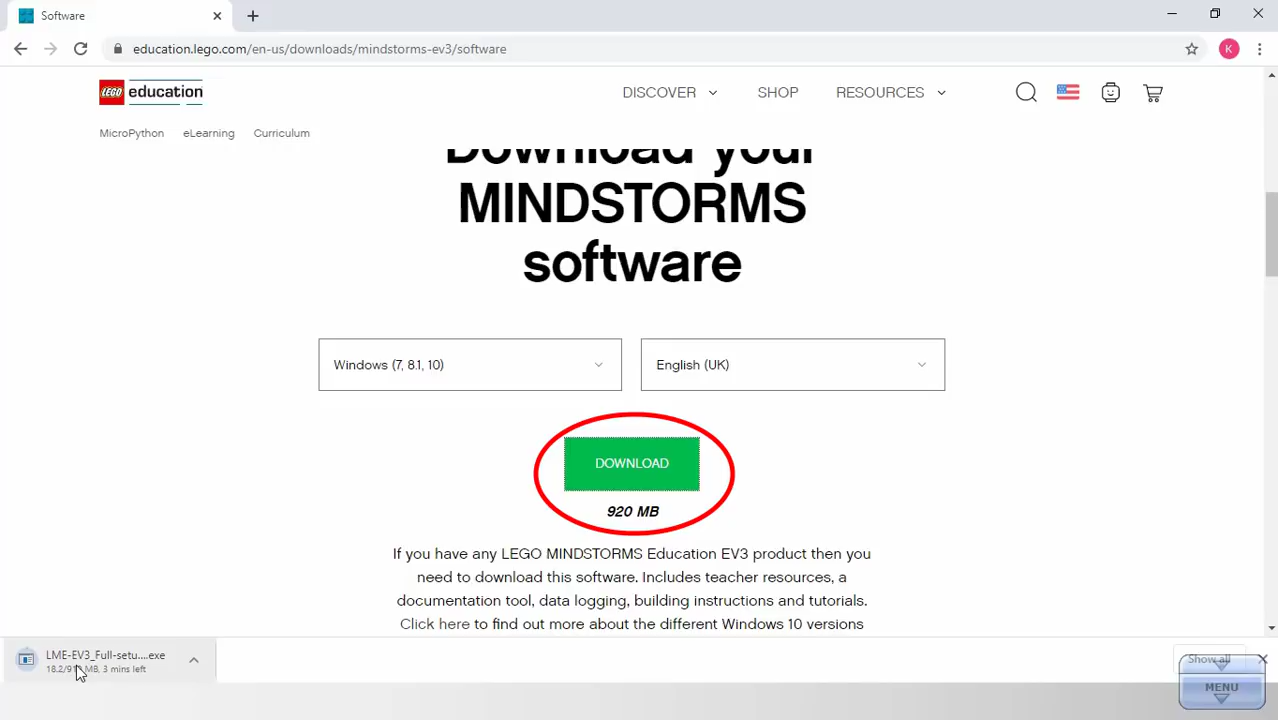 Software
education.lego.com/en-us/downloads/mindstorms-ev3/software
K
LEGO education
DISCOVER SHOP RESOURCES
MicroPython eLearning Curriculum
Download your
MINDSTORMS
software
Windows (7, 8.1, 10) English (UK)
DOWNLOAD
920 MB
If you have any LEGO MINDSTORMS Education EV3 product then you
need to download this software. Includes teacher resources, a
documentation tool, data logging, building instructions and tutorials.
Click here to find out more about the different Windows 10 versions
LME-EV3_Full-setu....exe
MB, 3 mins left
Show all
MENU